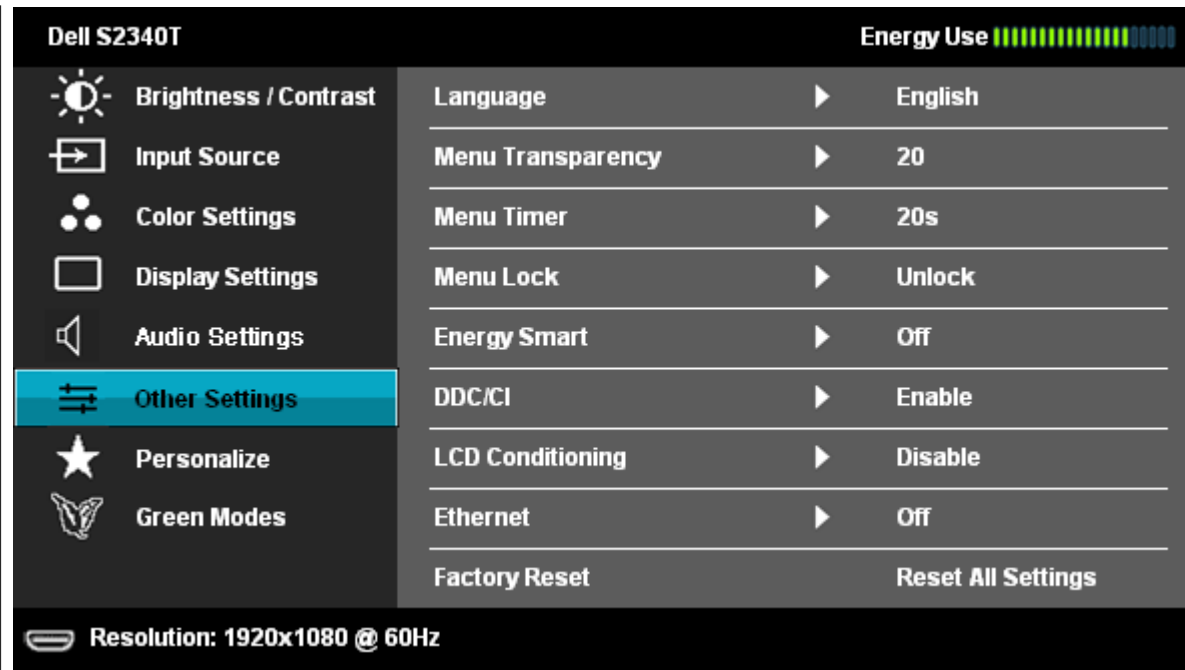 Dell S2340T Energy Use
Brightness / Contrast
Input Source
Color Settings
Display Settings
Audio Settings
Other Settings
Personalize
Green Modes
Language English
Menu Transparency 20
Menu Timer 20s
Menu Lock Unlock
Energy Smart Off
DDC/CI Enable
LCD Conditioning Disable
Ethernet Off
Factory Reset Reset All Settings
Resolution: 1920x1080 @ 60Hz